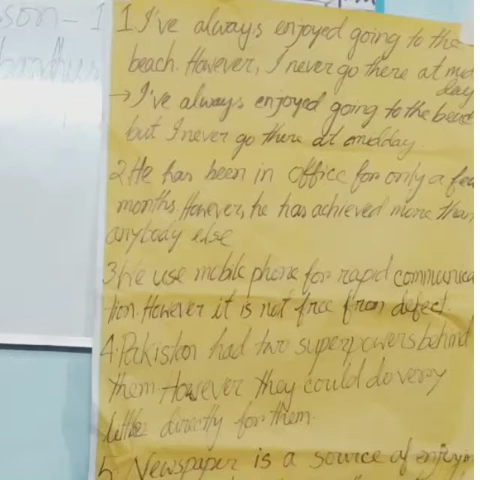 son-1
1 I've always enjoyed going to the
beach. However, I never go there at mid
day
→ I've always enjoyed going to the beac
but I never go there at midday.
2 He has been in office for only a few
months. However, he has achieved more than
anybody else
3 We use mobile phone for rapid communica
tion. However it is not free from defect.
4. Pakistan had two superpowers behind
them. However they could do very
little directly for them.
5 Newspaper is a source of enjoym